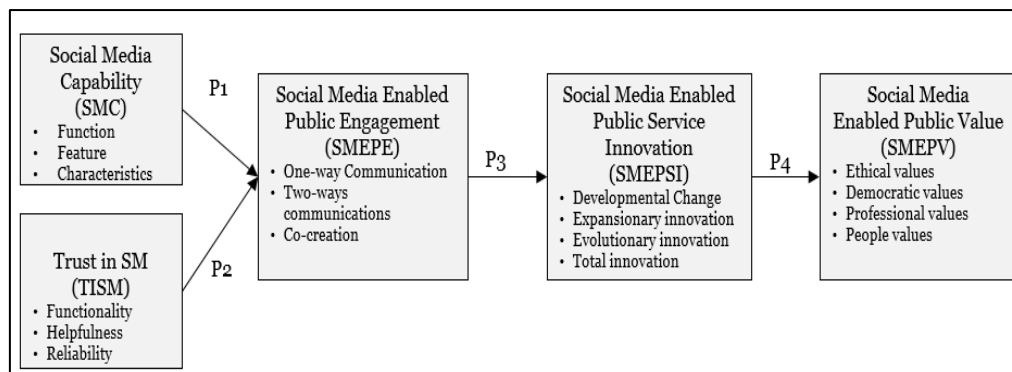 Social Media
Capability
(SMC)
• Function
• Feature
• Characteristics
P1
Trust in SM
(TISM)
• Functionality
• Helpfulness
• Reliability
P2
Social Media Enabled
Public Engagement
(SMEPE)
• One-way Communication
• Two-ways
communications
• Co-creation
P3
Social Media Enabled
Public Service
Innovation
(SMEPSI)
• Developmental Change
• Expansionary innovation
• Evolutionary innovation
• Total innovation
P4
Social Media
Enabled Public Value
(SMEPV)
• Ethical values
• Democratic values
• Professional values
• People values